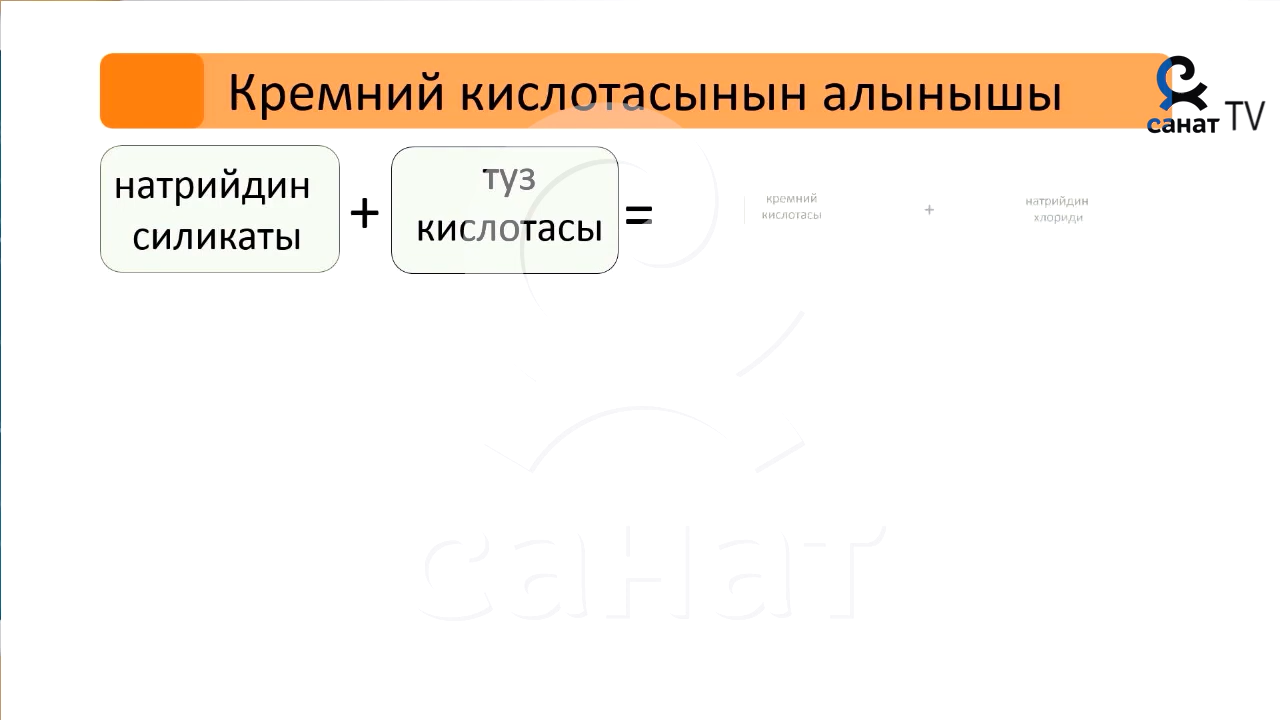 Кремний кислотасынын алынышы
санат TV
натрийдин
силикаты
+
туз
кислотасы
=
кремний
кислотасы
+
натрийдин
хлориди
санат